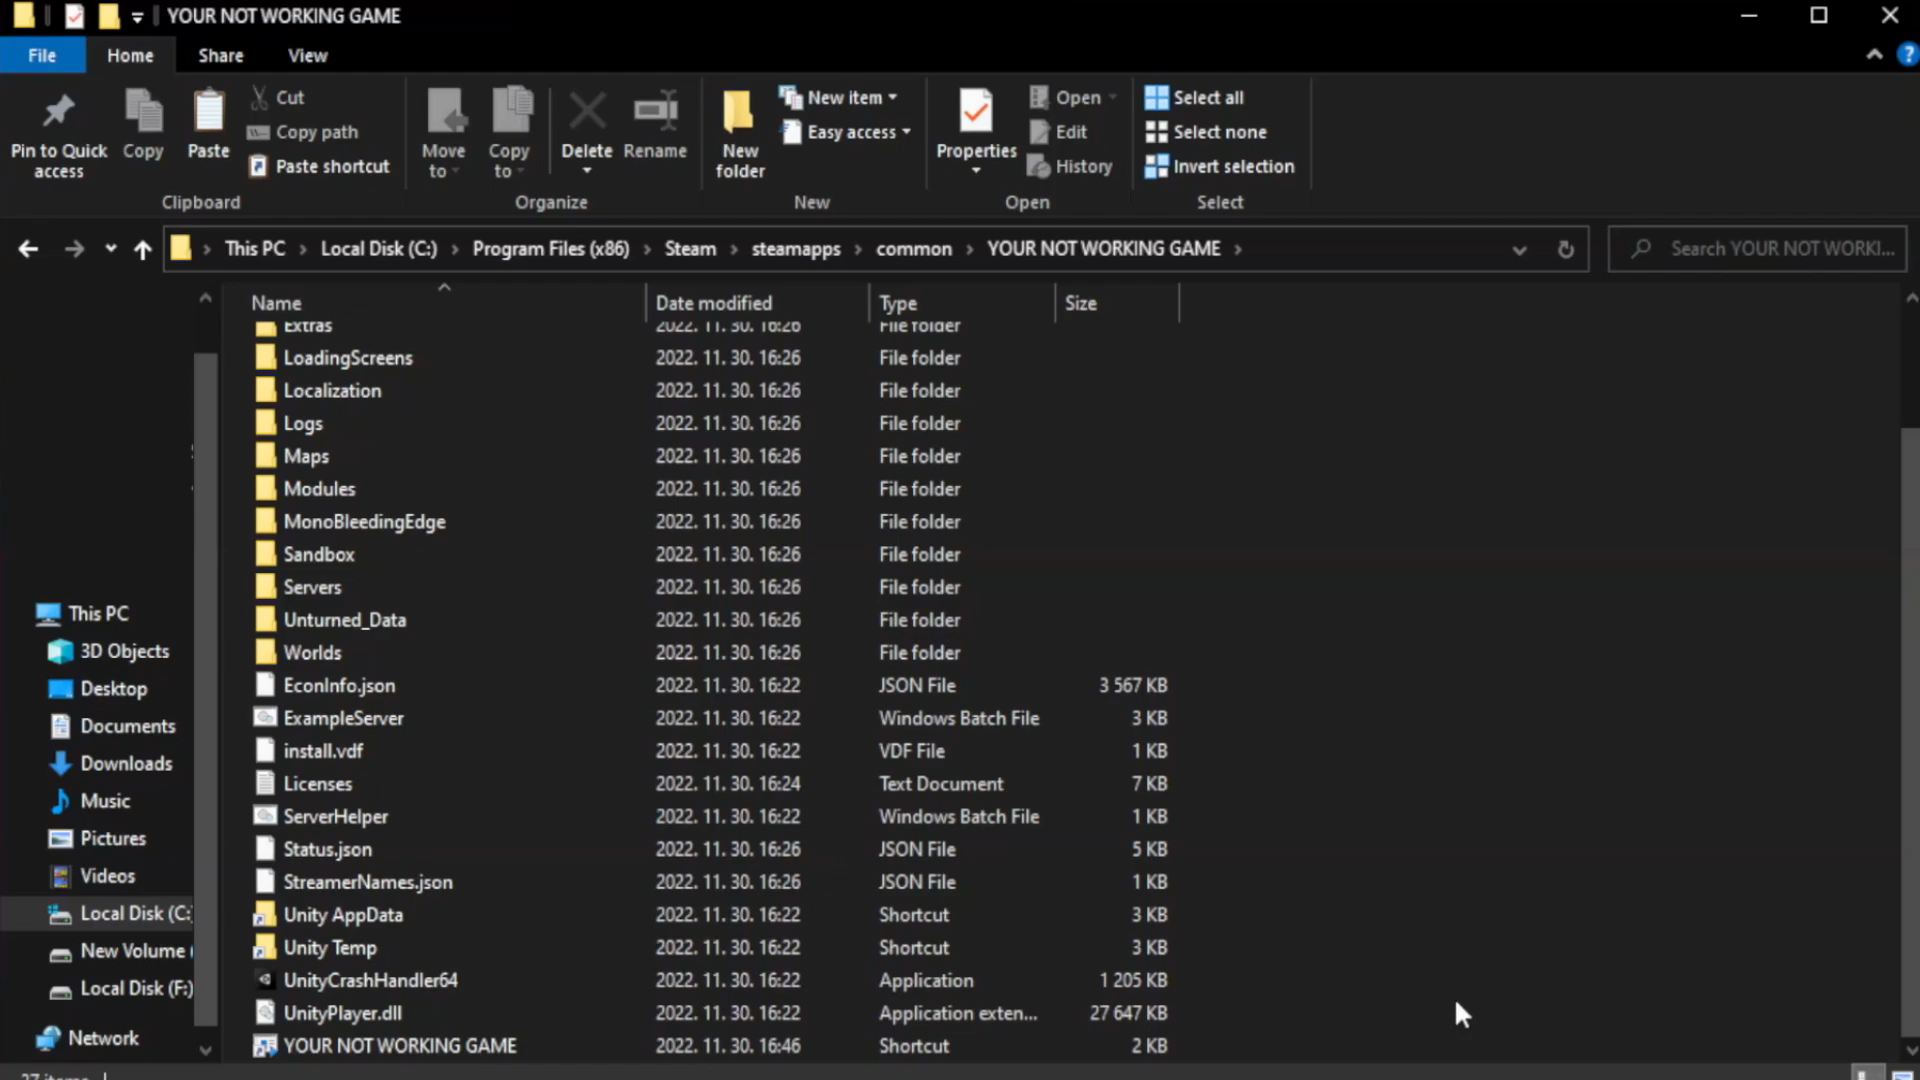 YOUR NOT WORKING GAME
File Home Share View
Pin to Quick access
Copy
Paste
Cut
Copy path
Paste shortcut
Clipboard
Move to
Copy to
Delete
Rename
Organize
New folder
New item
Easy access
New
Properties
Open
Edit
History
Open
Select all
Select none
Invert selection
Select
This PC > Local Disk (C:) > Program Files (x86) > Steam > steamapps > common > YOUR NOT WORKING GAME >
Search YOUR NOT WORKI...
This PC
3D Objects
Desktop
Documents
Downloads
Music
Pictures
Videos
Local Disk (C:)
New Volume (
Local Disk (F:)
Network
Name Date modified Type Size
Extras 2022. 11. 30. 16:26 File folder
LoadingScreens 2022. 11. 30. 16:26 File folder
Localization 2022. 11. 30. 16:26 File folder
Logs 2022. 11. 30. 16:26 File folder
Maps 2022. 11. 30. 16:26 File folder
Modules 2022. 11. 30. 16:26 File folder
MonoBleedingEdge 2022. 11. 30. 16:26 File folder
Sandbox 2022. 11. 30. 16:26 File folder
Servers 2022. 11. 30. 16:26 File folder
Unturned_Data 2022. 11. 30. 16:26 File folder
Worlds 2022. 11. 30. 16:26 File folder
EconInfo.json 2022. 11. 30. 16:22 JSON File 3 567 KB
ExampleServer 2022. 11. 30. 16:22 Windows Batch File 3 KB
install.vdf 2022. 11. 30. 16:22 VDF File 1 KB
Licenses 2022. 11. 30. 16:24 Text Document 7 KB
ServerHelper 2022. 11. 30. 16:22 Windows Batch File 1 KB
Status.json 2022. 11. 30. 16:26 JSON File 5 KB
StreamerNames.json 2022. 11. 30. 16:26 JSON File 1 KB
Unity AppData 2022. 11. 30. 16:22 Shortcut 3 KB
Unity Temp 2022. 11. 30. 16:22 Shortcut 3 KB
UnityCrashHandler64 2022. 11. 30. 16:22 Application 1 205 KB
UnityPlayer.dll 2022. 11. 30. 16:22 Application exten... 27 647 KB
YOUR NOT WORKING GAME 2022. 11. 30. 16:46 Shortcut 2 KB
27 items